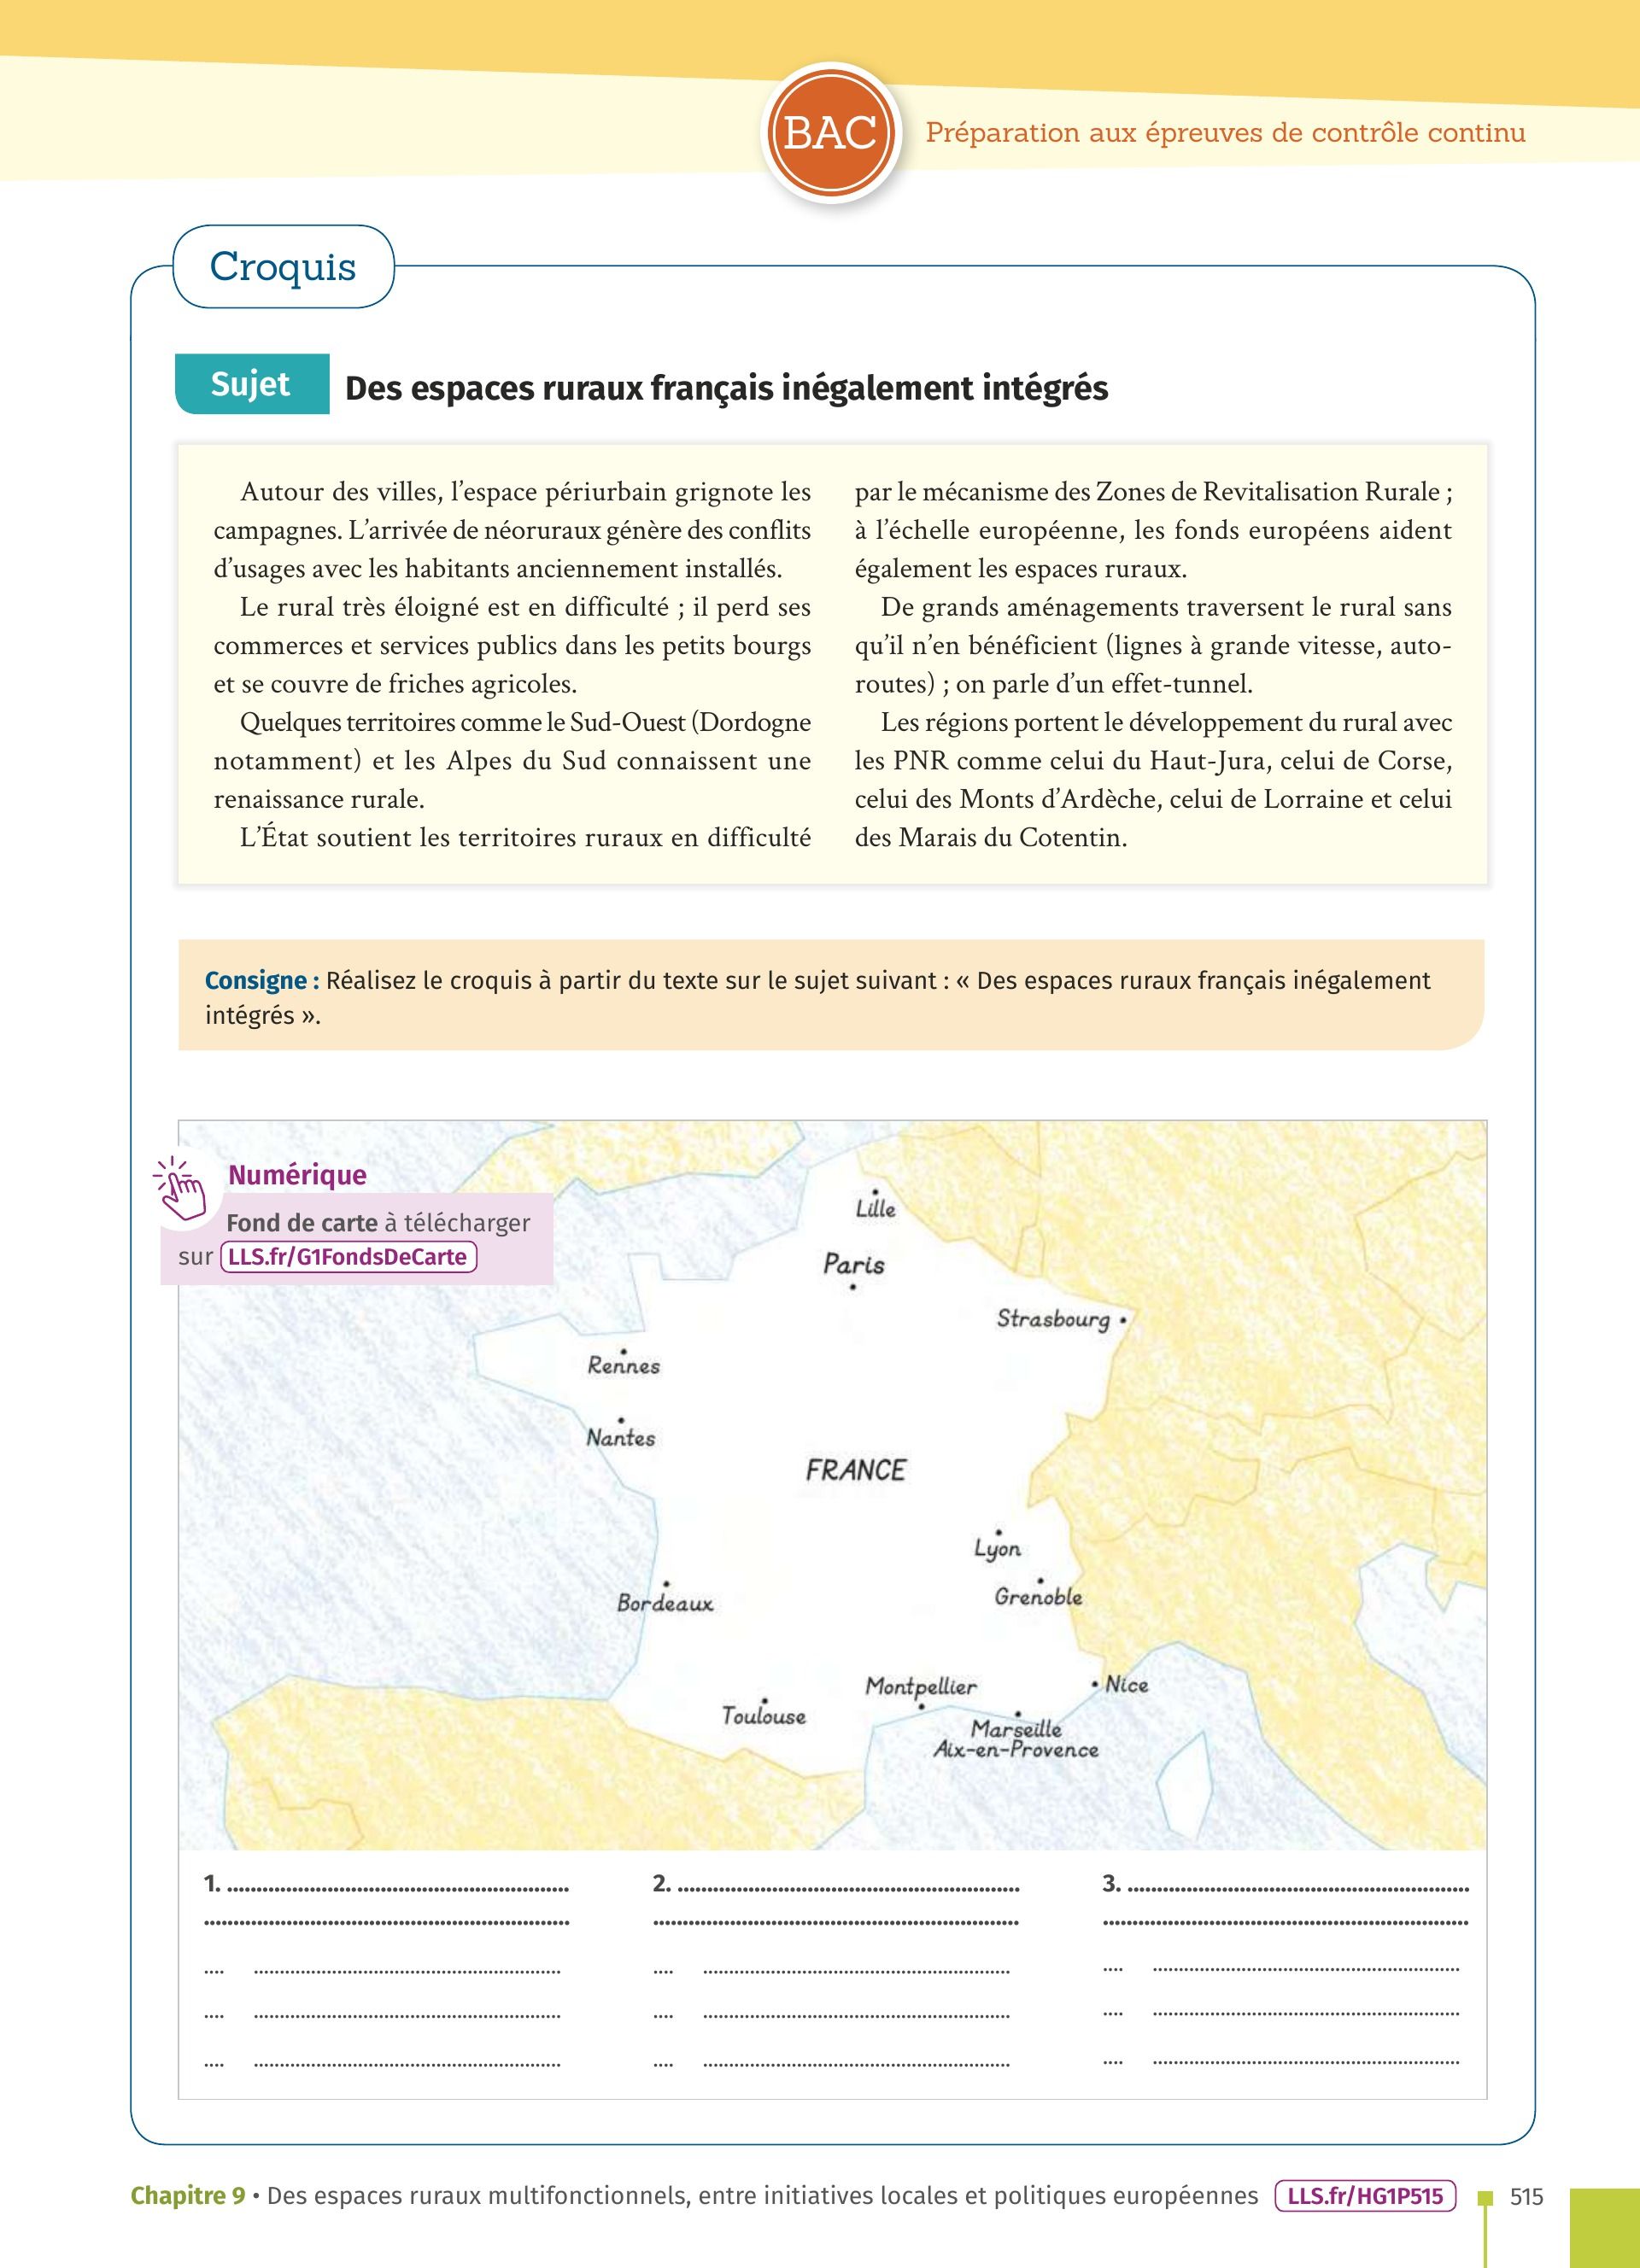 BAC
Préparation aux épreuves de contrôle continu
Croquis
Sujet
Des espaces ruraux français inégalement intégrés
Autour des villes, l'espace périurbain grignote les
campagnes. L'arrivée de néoruraux génère des conflits
d'usages avec les habitants anciennement installés.
Le rural très éloigné est en difficulté ; il perd ses
commerces et services publics dans les petits bourgs
et se couvre de friches agricoles.
Quelques territoires comme le Sud-Ouest (Dordogne
notamment) et les Alpes du Sud connaissent une
renaissance rurale.
L'État soutient les territoires ruraux en difficulté
par le mécanisme des Zones de Revitalisation Rurale ;
à l'échelle européenne, les fonds européens aident
également les espaces ruraux.
De grands aménagements traversent le rural sans
qu'il n'en bénéficient (lignes à grande vitesse, auto-
routes) ; on parle d'un effet-tunnel.
Les régions portent le développement du rural avec
les PNR comme celui du Haut-Jura, celui de Corse,
celui des Monts d'Ardèche, celui de Lorraine et celui
des Marais du Cotentin.
Consigne : Réalisez le croquis à partir du texte sur le sujet suivant : « Des espaces ruraux français inégalement
intégrés ».
Numérique
Fond de carte à télécharger
sur LLS.fr/G1FondsDeCarte
Lille
Paris
Strasbourg
Rennes
Nantes
FRANCE
Lyon
Grenoble
Bordeaux
Montpellier
Nice
Toulouse
Marseille
Aix-en-Provence
1. ....................
....................
.... ....................
.... ....................
.... ....................
2. ....................
....................
.... ....................
.... ....................
.... ....................
3. ....................
....................
.... ....................
.... ....................
.... ....................
Chapitre 9 • Des espaces ruraux multifonctionnels, entre initiatives locales et politiques européennes LLS.fr/HG1P515 515